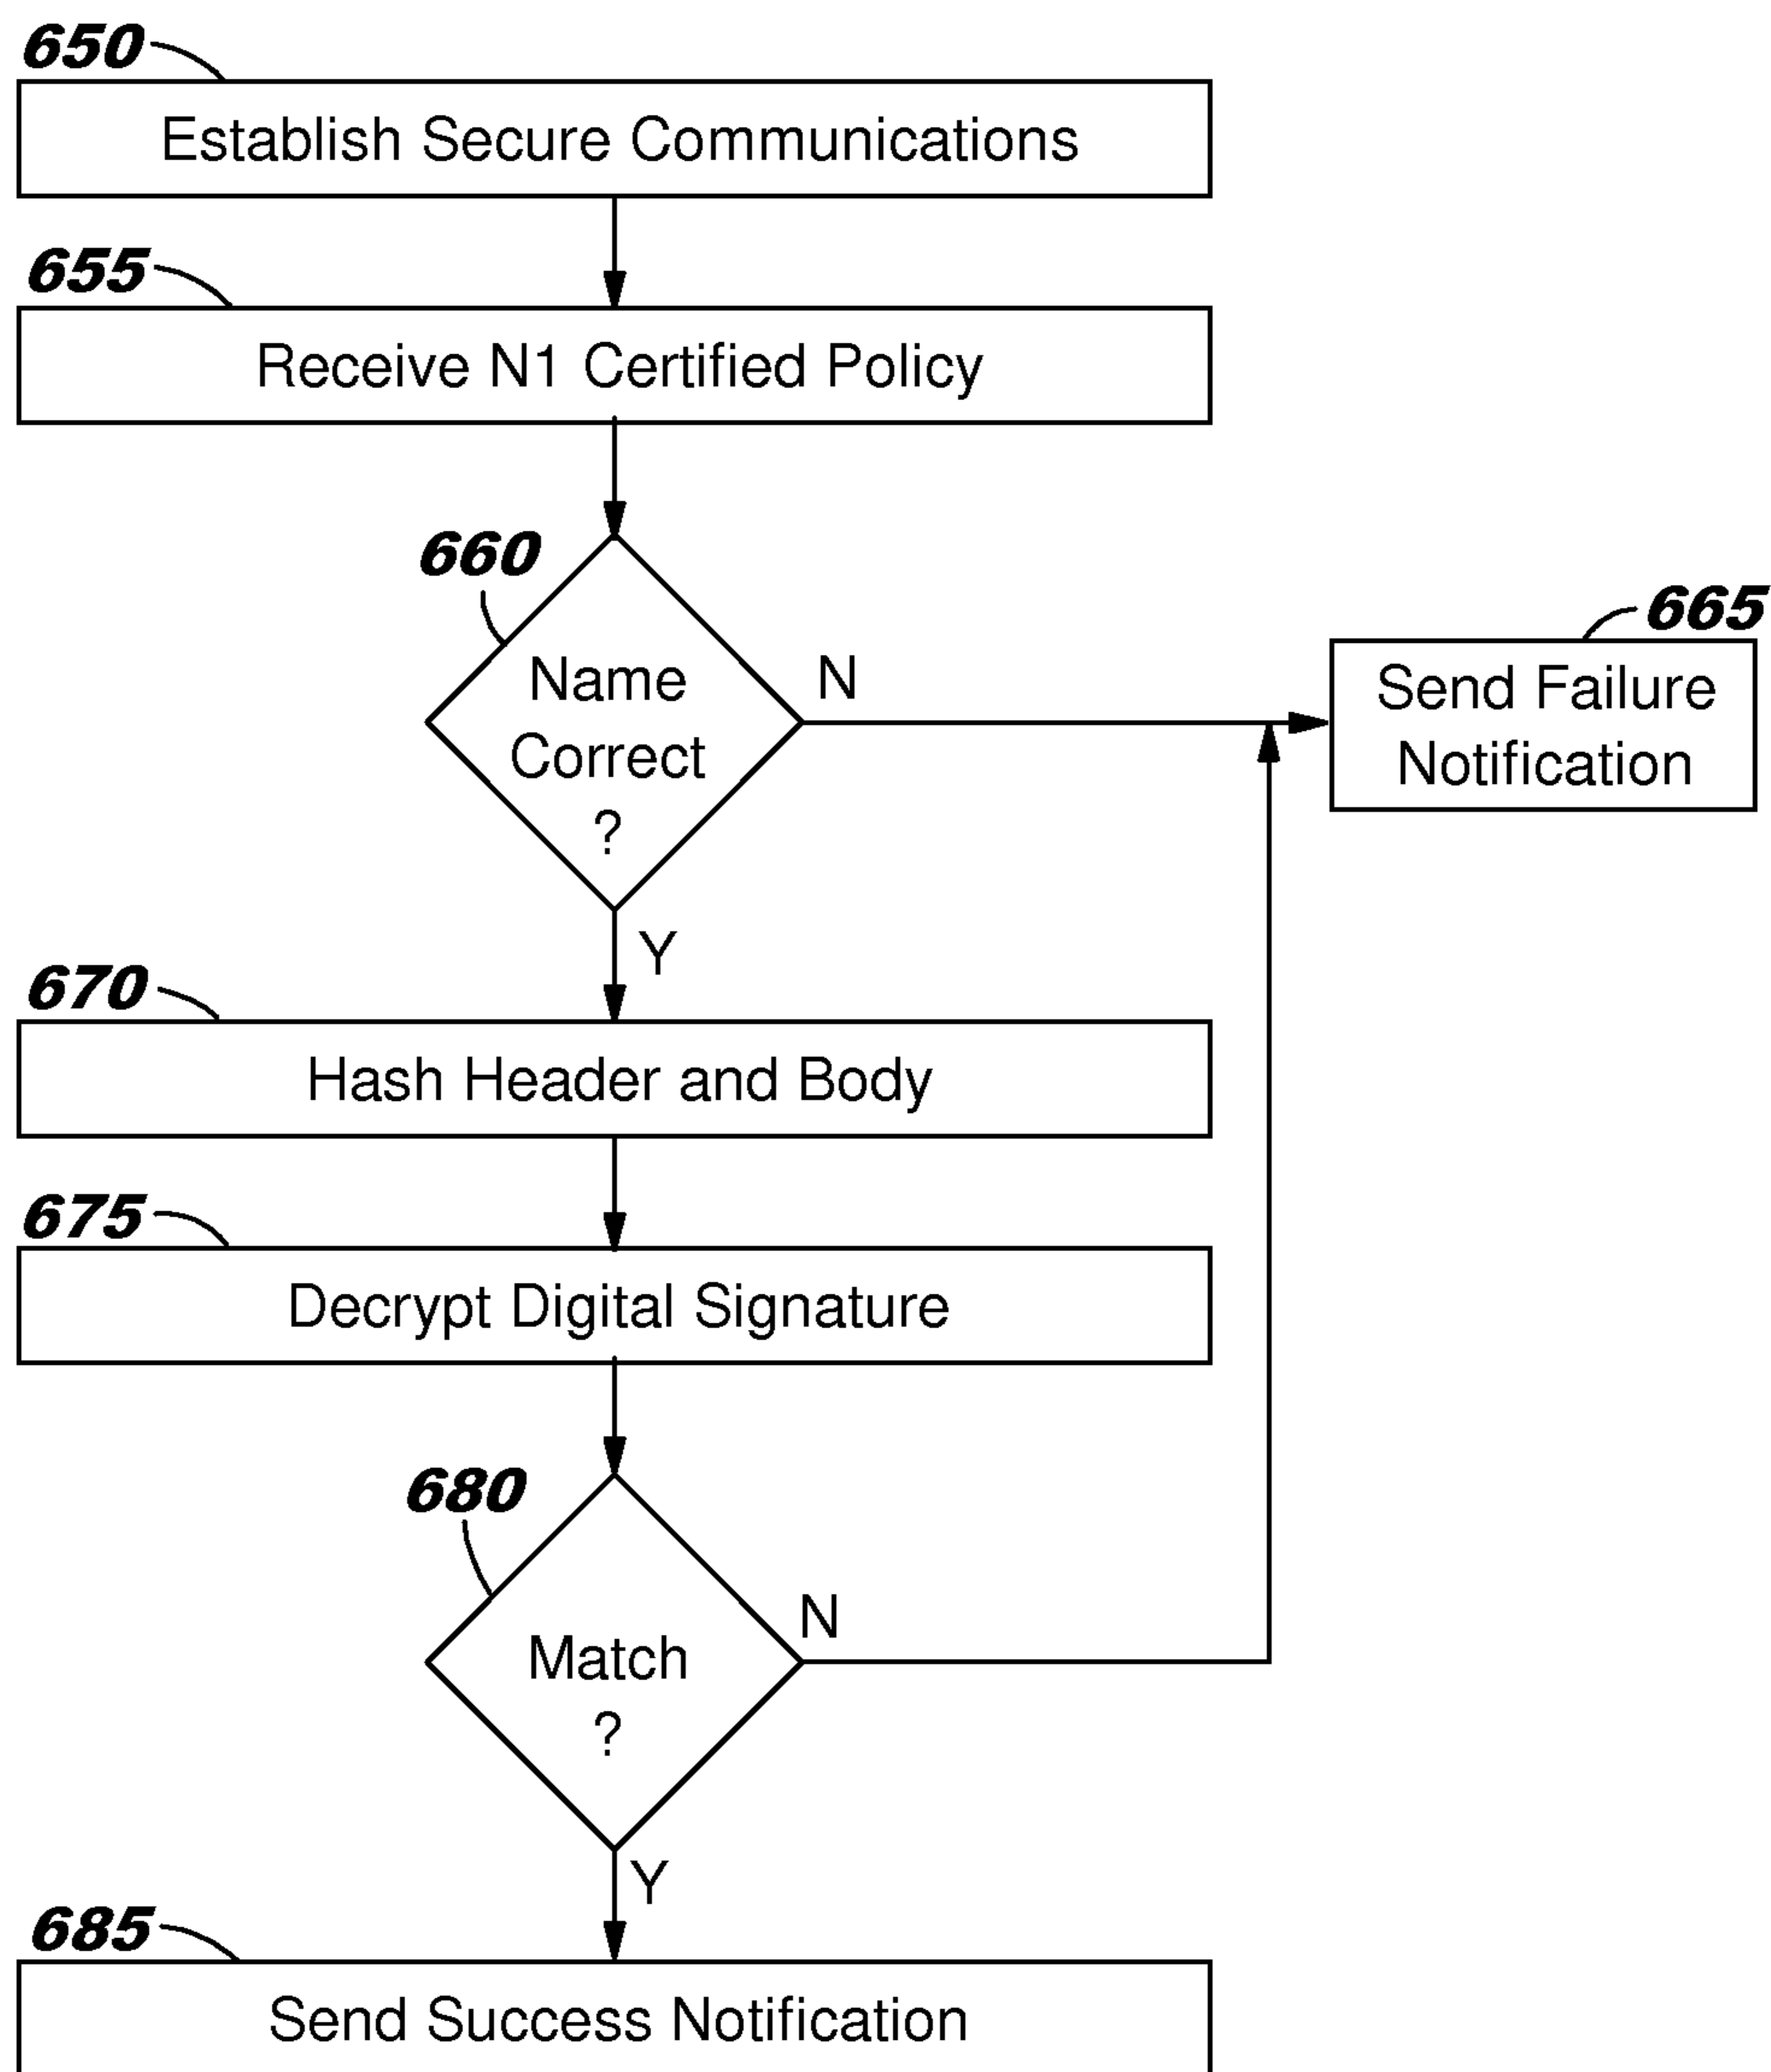 650
Establish Secure Communications
655
Receive N1 Certified Policy
660
Name
Correct
?
N
665
Send Failure
Notification
Y
670
Hash Header and Body
675
Decrypt Digital Signature
680
Match
?
N
Y
685
Send Success Notification